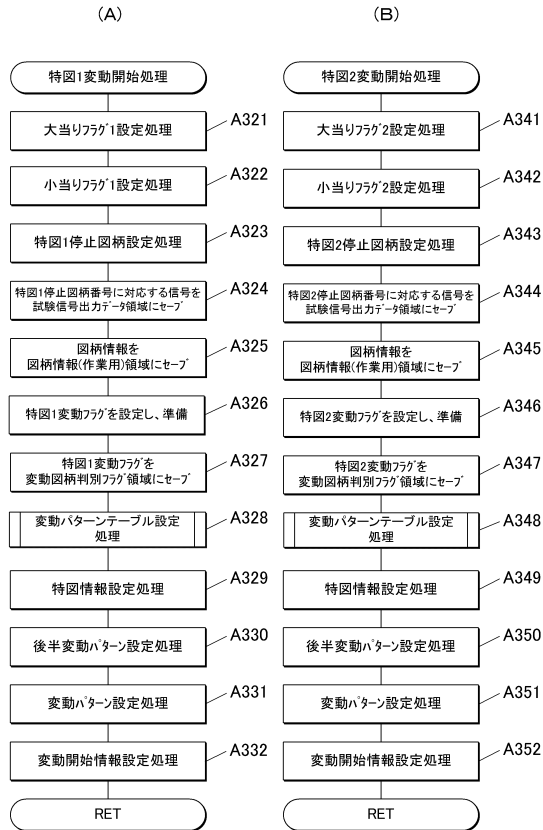 (A)
特図1変動開始処理
大当りフラグ1設定処理
A321
小当りフラグ1設定処理
A322
特図1停止図柄設定処理
A323
特図1停止図柄番号に対応する信号を
試験信号出力データ領域にセーブ
A324
図柄情報を
図柄情報(作業用)領域にセーブ
A325
特図1変動フラグを設定し、準備
A326
特図1変動フラグを
変動図柄判別フラグ領域にセーブ
A327
変動パターンテーブル設定
処理
A328
特図情報設定処理
A329
後半変動パターン設定処理
A330
変動パターン設定処理
A331
変動開始情報設定処理
A332
RET
(B)
特図2変動開始処理
大当りフラグ2設定処理
A341
小当りフラグ2設定処理
A342
特図2停止図柄設定処理
A343
特図2停止図柄番号に対応する信号を
試験信号出力データ領域にセーブ
A344
図柄情報を
図柄情報(作業用)領域にセーブ
A345
特図2変動フラグを設定し、準備
A346
特図2変動フラグを
変動図柄判別フラグ領域にセーブ
A347
変動パターンテーブル設定
処理
A348
特図情報設定処理
A349
後半変動パターン設定処理
A350
変動パターン設定処理
A351
変動開始情報設定処理
A352
RET